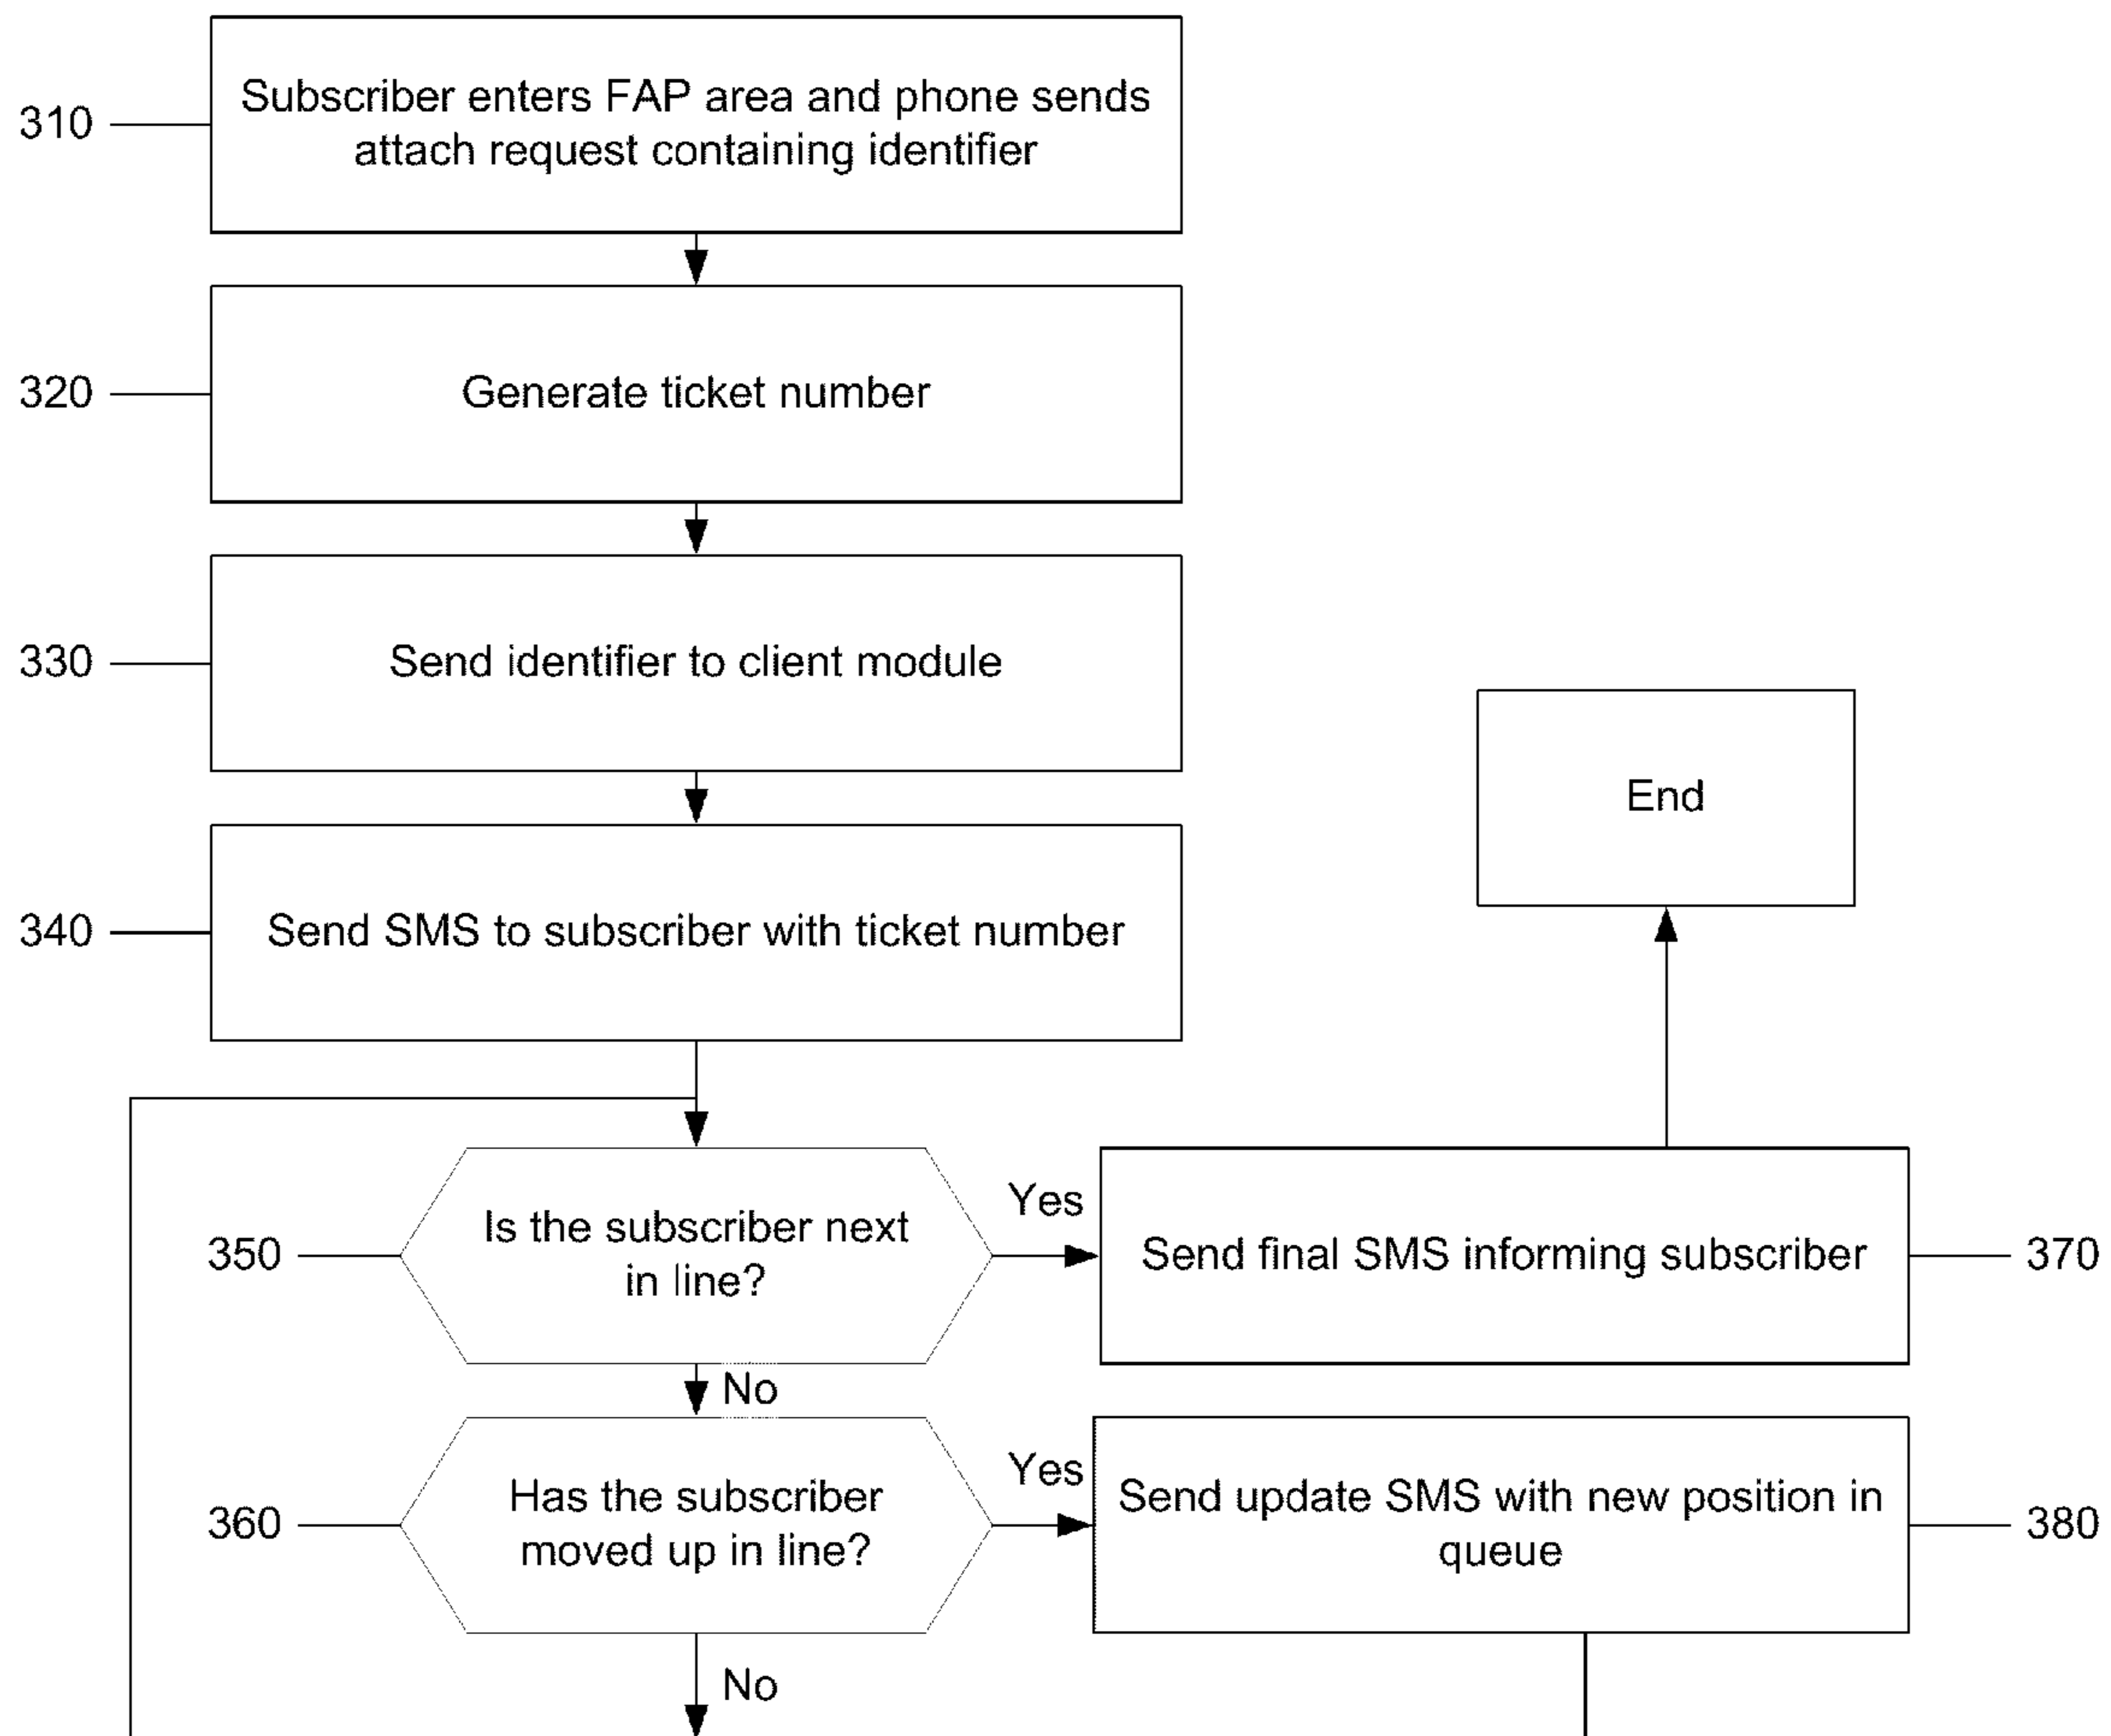 310
Subscriber enters FAP area and phone sends
attach request containing identifier
320
Generate ticket number
330
Send identifier to client module
End
340
Send SMS to subscriber with ticket number
350
Is the subscriber next
in line?
Yes
Send final SMS informing subscriber
370
No
360
Has the subscriber
moved up in line?
Yes
Send update SMS with new position in
queue
380
No